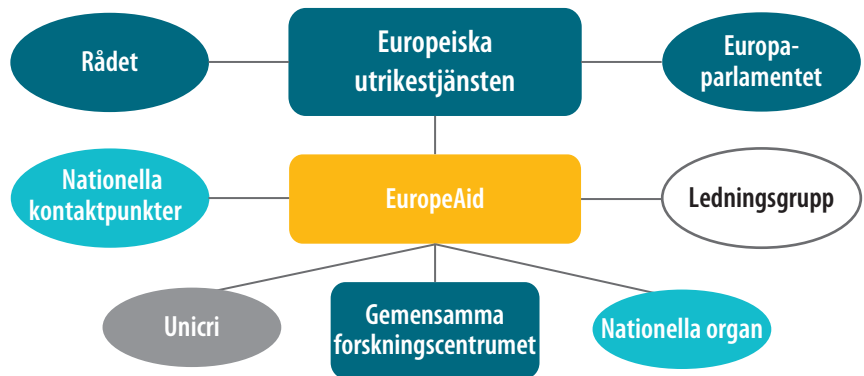 Rådet
Europeiska
utrikestjänsten
Europa-
parlamentet
Nationella
kontaktpunkter
EuropeAid
Ledningsgrupp
Unicri
Gemensamma
forskningscentrumet
Nationella organ